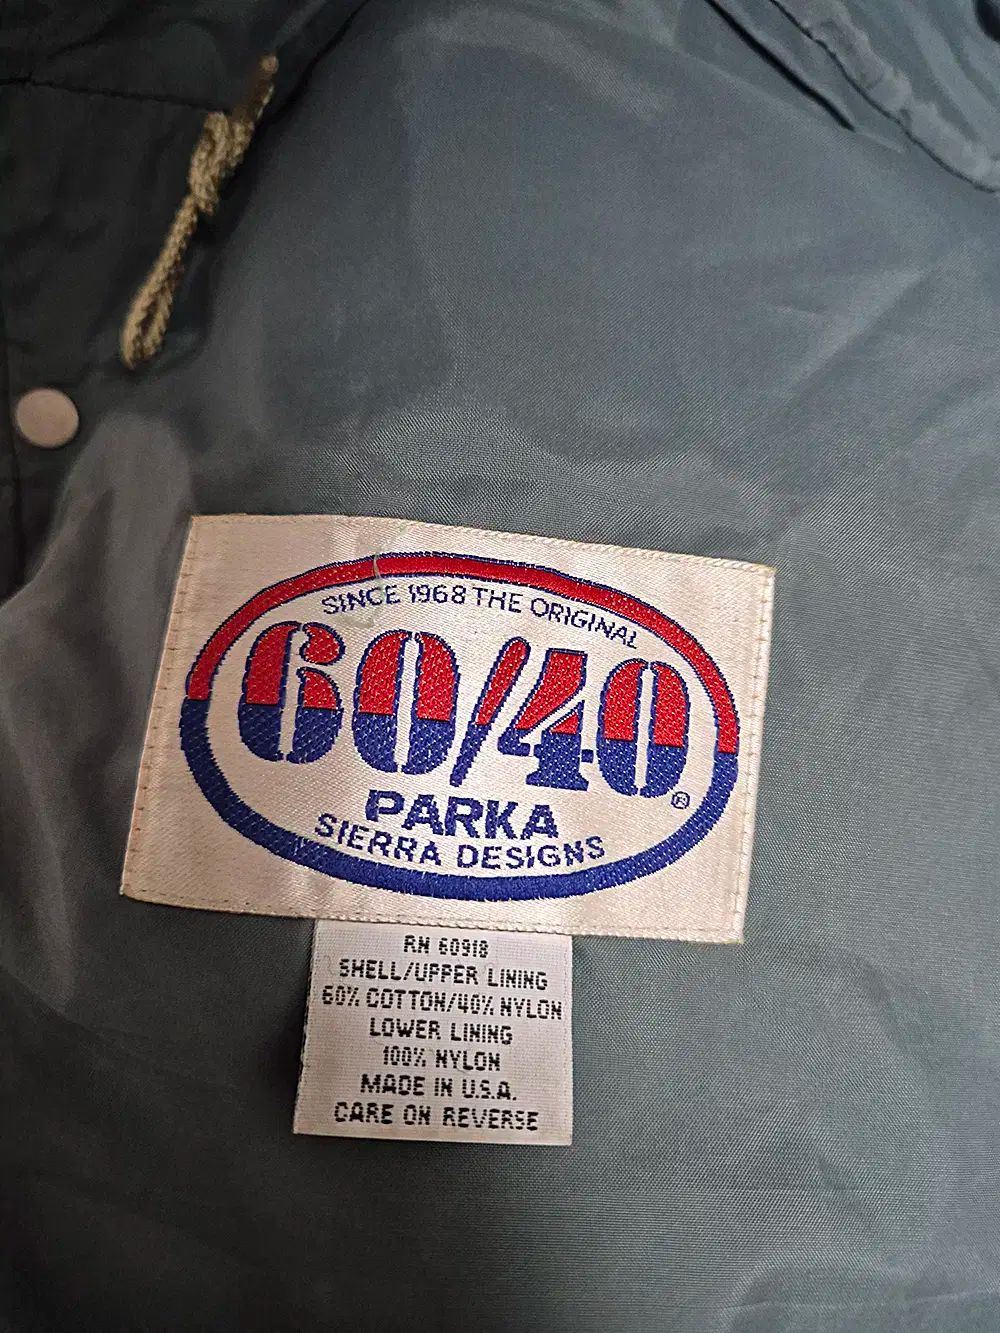 SINCE 1968 THE ORIGINAL
60/40®
PARKA
SIERRA DESIGNS
RN 60918
SHELL/UPPER LINING
60% COTTON/40% NYLON
LOWER LINING
100% NYLON
MADE IN U.S.A.
CARE ON REVERSE